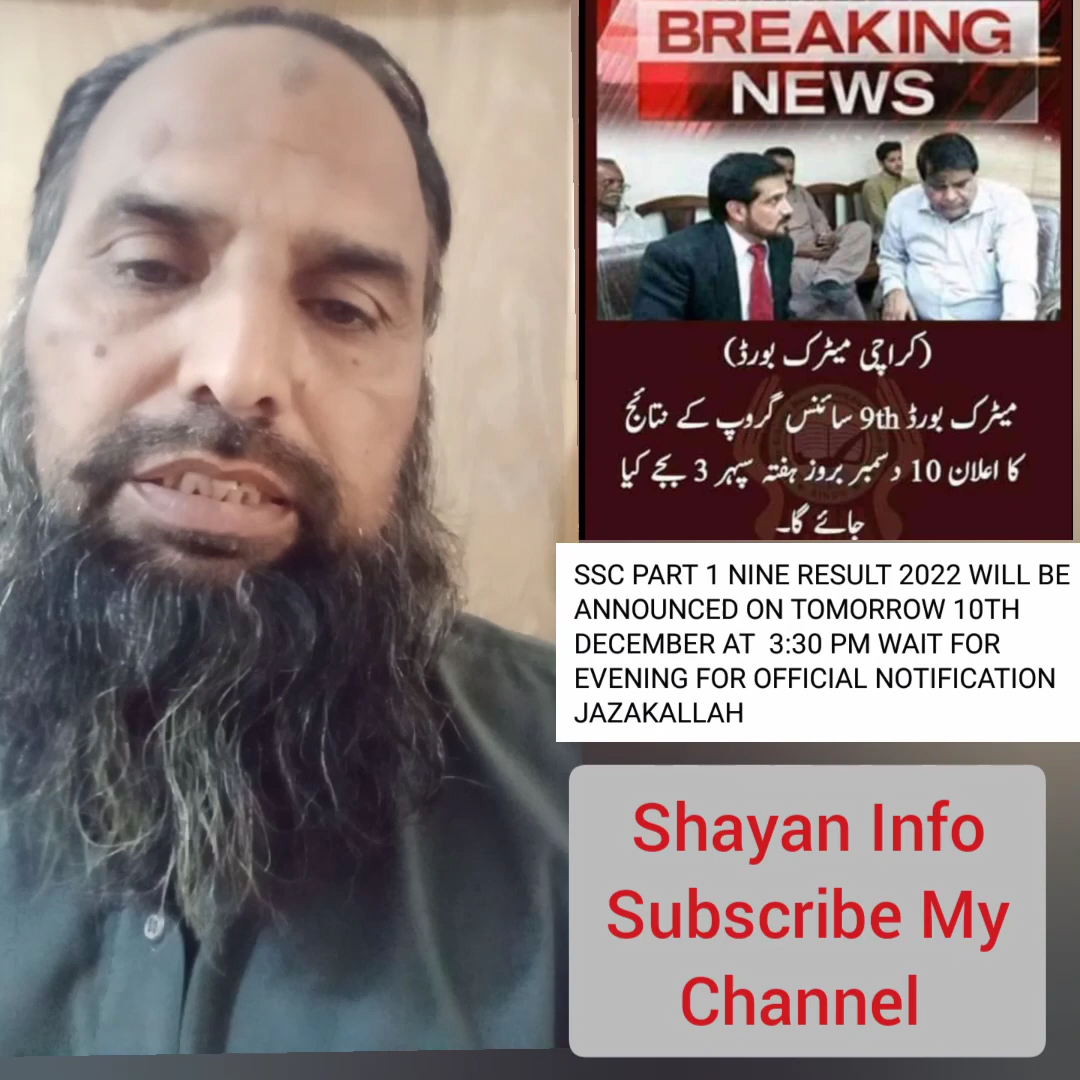 BREAKING
NEWS
(کراچی میٹرک بورڈ)
میٹرک بورڈ 9th سائنس گروپ کے نتائج
کا اعلان 10 دسمبر بروز ہفتہ سپہر 3 بجے کیا
جائے گا۔
SSC PART 1 NINE RESULT 2022 WILL BE
ANNOUNCED ON TOMORROW 10TH
DECEMBER AT 3:30 PM WAIT FOR
EVENING FOR OFFICIAL NOTIFICATION
JAZAKALLAH
Shayan Info
Subscribe My
Channel